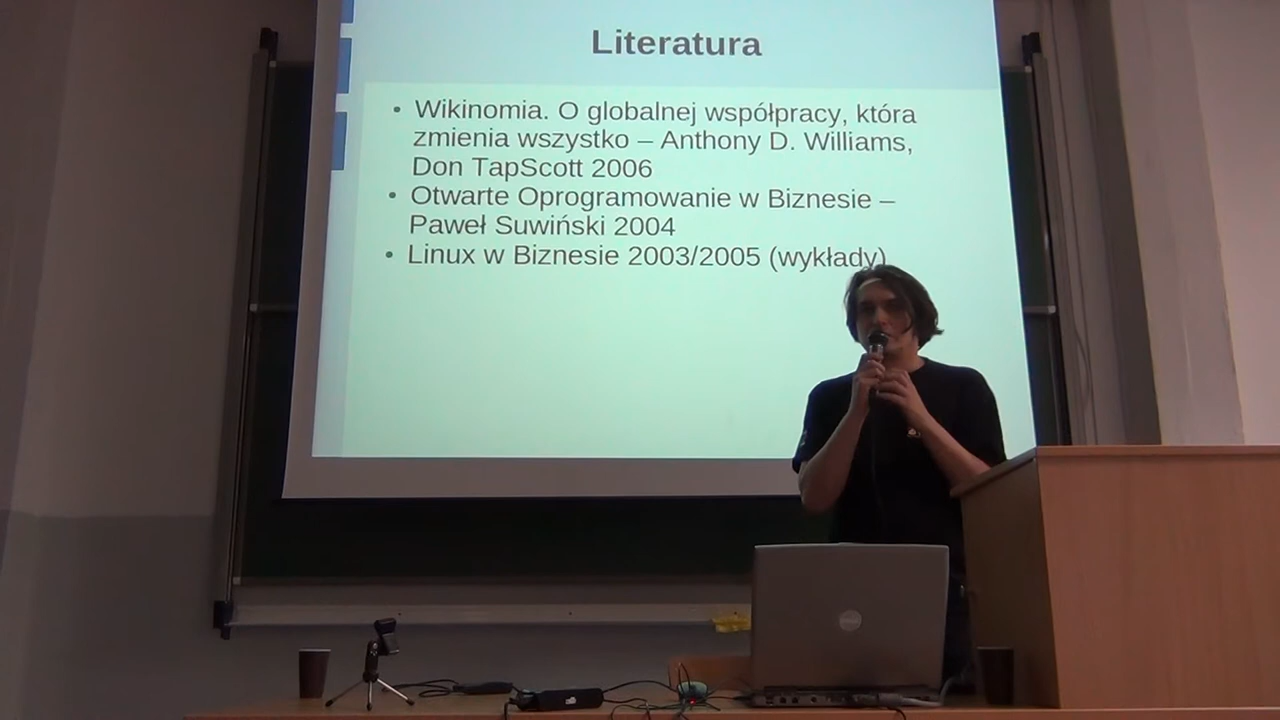 Literatura
• Wikinomia. O globalnej współpracy, która
zmienia wszystko – Anthony D. Williams,
Don TapScott 2006
• Otwarte Oprogramowanie w Biznesie –
Paweł Suwiński 2004
• Linux w Biznesie 2003/2005 (wykłady)